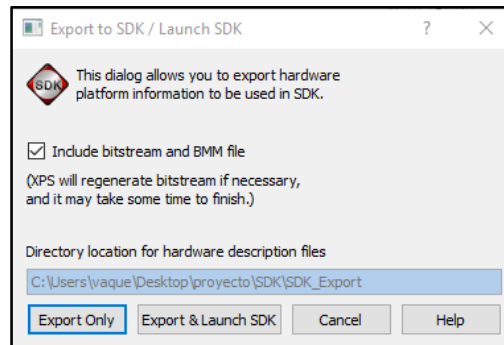 Export to SDK / Launch SDK
?
SDK
This dialog allows you to export hardware
platform information to be used in SDK.
Include bitstream and BMM file
(XPS will regenerate bitstream if necessary,
and it may take some time to finish.)
Directory location for hardware description files
C:\Users\vaque\Desktop\proyecto\SDK\SDK_Export
Export Only Export & Launch SDK Cancel Help